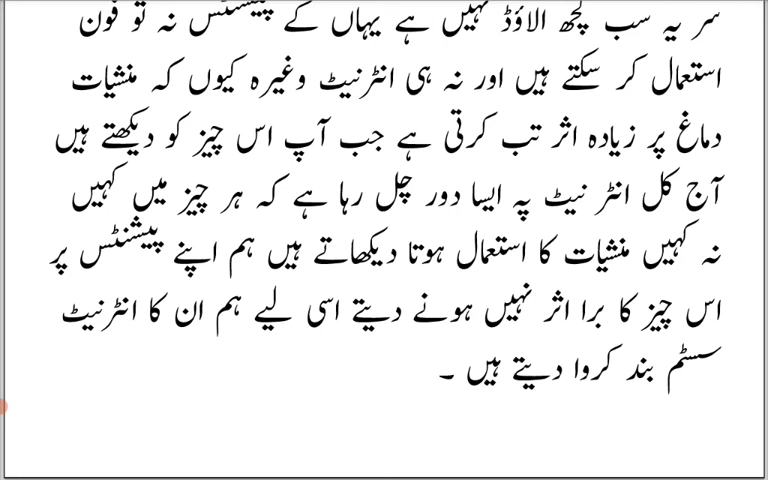 سر یہ سب کچھ الاؤڈ نہیں ہے یہاں کے پیشنٹس نہ تو فون
استعمال کر سکتے ہیں اور نہ ہی انٹرنیٹ وغیرہ کیوں کہ منشیات
دماغ پر زیادہ اثر تب کرتی ہے جب آپ اس چیز کو دیکھتے ہیں
آج کل انٹر نیٹ پہ ایسا دور چل رہا ہے کہ ہر چیز میں کہیں
نہ کہیں منشیات کا استعمال ہوتا دیکھاتے ہیں ہم اپنے پیشنٹس پر
اس چیز کا برا اثر نہیں ہونے دیتے اسی لیے ہم ان کا انٹرنیٹ
سسٹم بند کروا دیتے ہیں ۔